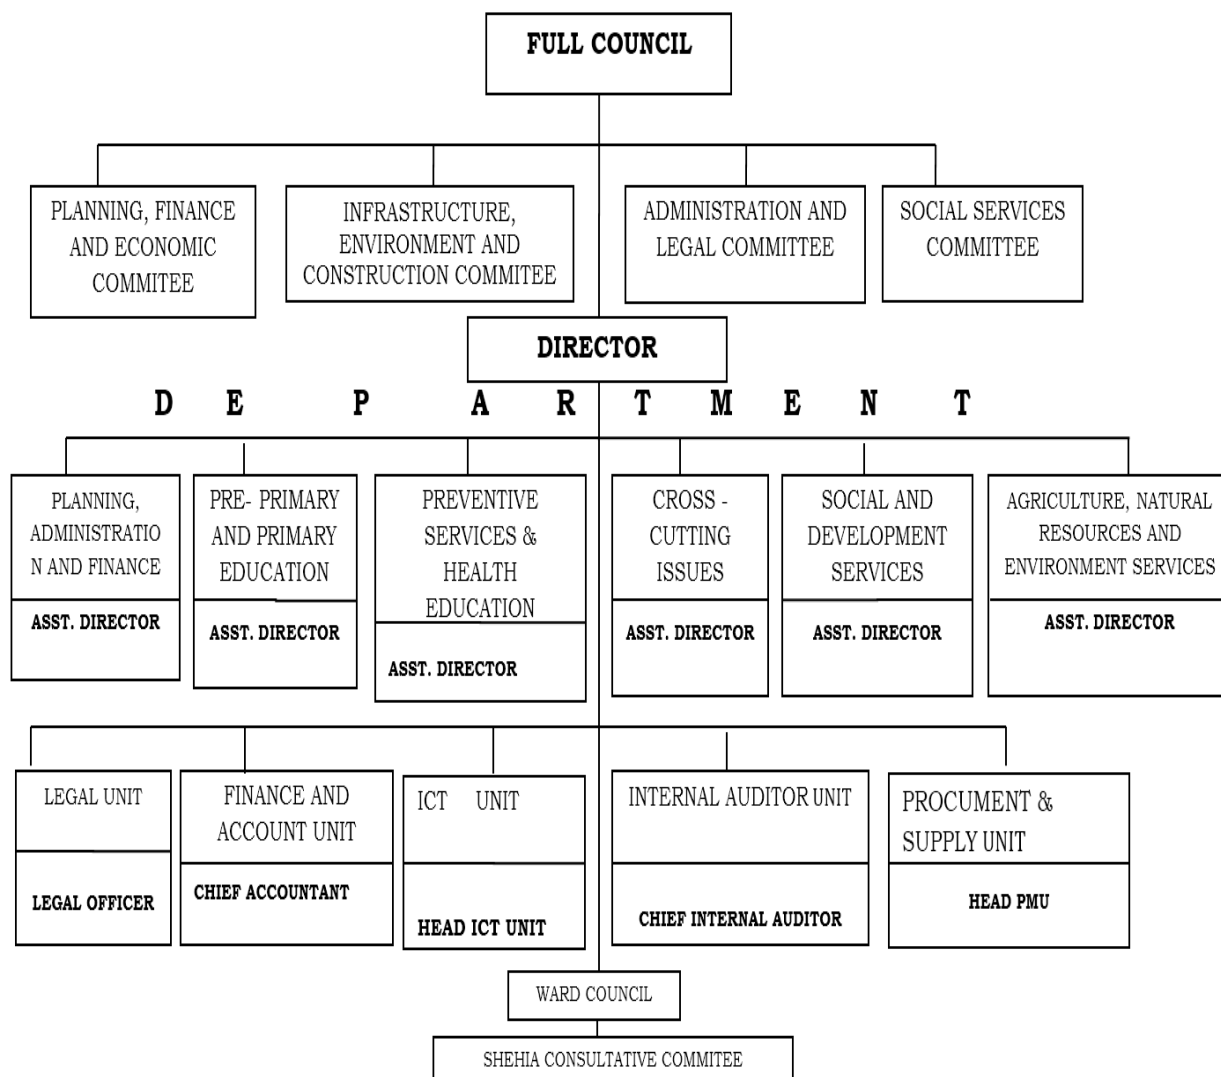 FULL COUNCIL
PLANNING, FINANCE
AND ECONOMIC
COMMITEE
INFRASTRUCTURE,
ENVIRONMENT AND
CONSTRUCTION COMMITEE
ADMINISTRATION AND
LEGAL COMMITTEE
SOCIAL SERVICES
COMMITTEE
DIRECTOR
D E P A R T M E N T
PLANNING,
ADMINISTRATIO
N AND FINANCE
ASST. DIRECTOR
PRE- PRIMARY
AND PRIMARY
EDUCATION
ASST. DIRECTOR
PREVENTIVE
SERVICES &
HEALTH
EDUCATION
ASST. DIRECTOR
CROSS -
CUTTING
ISSUES
ASST. DIRECTOR
SOCIAL AND
DEVELOPMENT
SERVICES
ASST. DIRECTOR
AGRICULTURE, NATURAL
RESOURCES AND
ENVIRONMENT SERVICES
ASST. DIRECTOR
LEGAL UNIT
LEGAL OFFICER
FINANCE AND
ACCOUNT UNIT
CHIEF ACCOUNTANT
ICT UNIT
HEAD ICT UNIT
INTERNAL AUDITOR UNIT
CHIEF INTERNAL AUDITOR
PROCUMENT &
SUPPLY UNIT
HEAD PMU
WARD COUNCIL
SHEHIA CONSULTATIVE COMMITEE